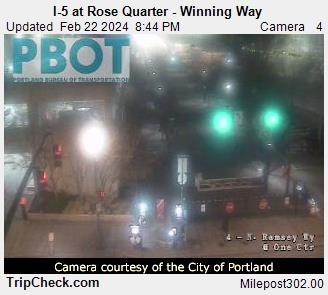 I-5 at Rose Quarter - Winning Way
Updated Feb 22 2024 8:44 PM Camera 4
PBOT
PORTLAND BUREAU OF TRANSPORTATION
4 - N. Ramsey Wy
@ One Ctr
Camera courtesy of the City of Portland
TripCheck.com Milepost302.00